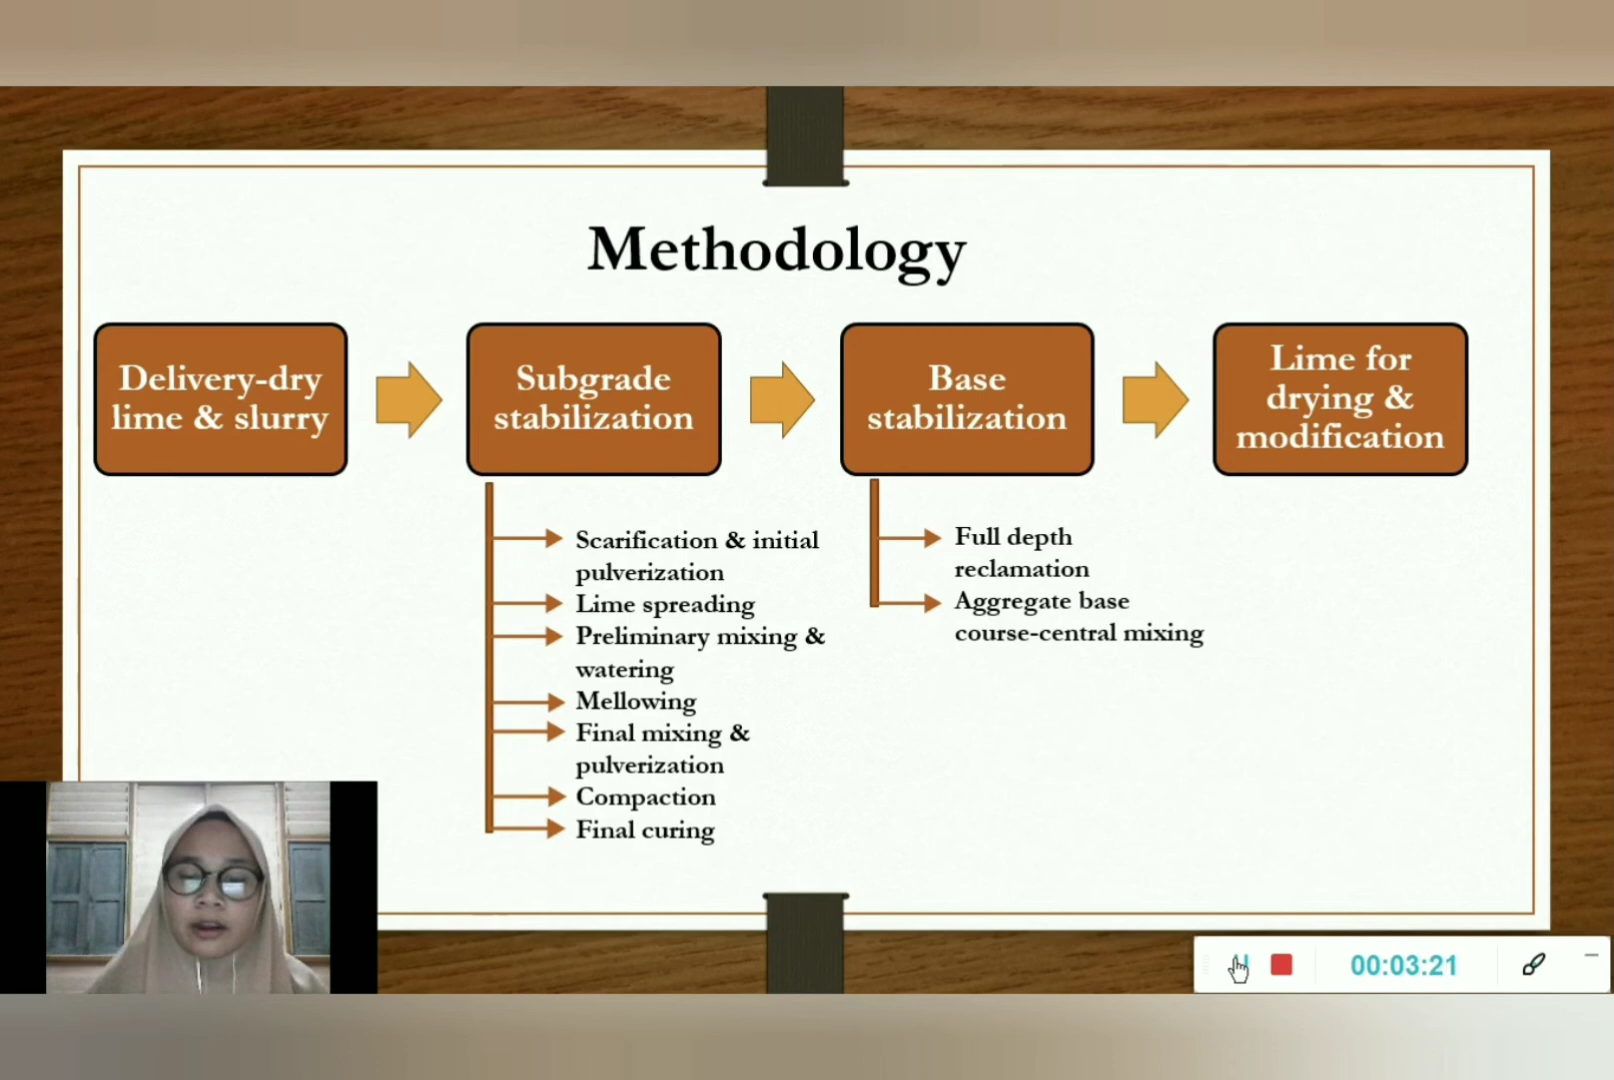 Methodology
Delivery-dry
lime & slurry
Subgrade
stabilization
Base
stabilization
Lime for
drying &
modification
Scarification & initial
pulverization
Lime spreading
Preliminary mixing &
watering
Mellowing
Final mixing &
pulverization
Compaction
Final curing
Full depth
reclamation
Aggregate base
course-central mixing
00:03:21